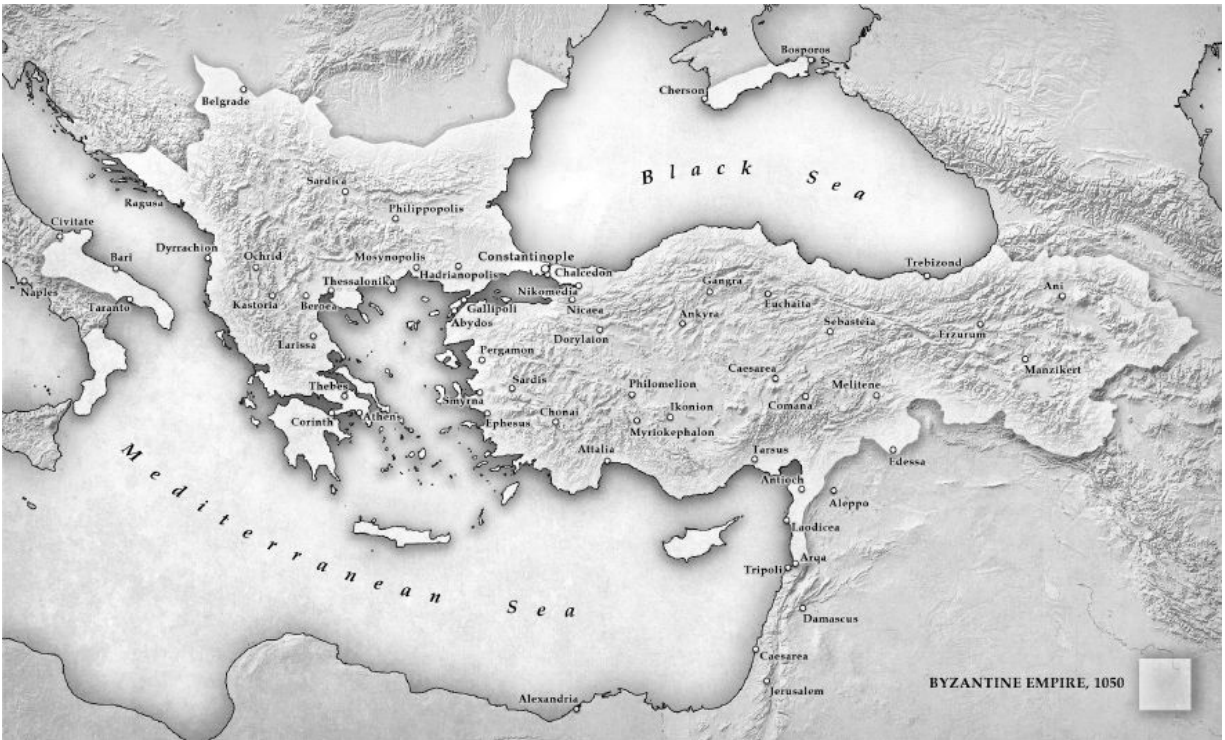 Bosporos
Cherson
Belgrade
Black Sea
Sardica
Ragusa
Philippopolis
Civitate
Dyrrachion
Ochrid
Mosynopolis
Constantinople
Bari
Hadrianopolis
Chalcedon
Trebizond
Thessalonika
Nikomedia
Gangra
Ani
Naples
Taranto
Kastoria
Beroea
Gallipoli
Nicaea
Euchaita
Abydos
Ankyra
Sebasteia
Erzurum
Larissa
Dorylaion
Pergamon
Manzikert
Caesarea
Sardis
Philomelion
Melitene
Thebes
Smyrna
Ikonion
Comana
Corinth
Athens
Ephesus
Chonai
Myriokephalon
Attalia
Tarsus
Edessa
Mediterranean Sea
Antioch
Aleppo
Laodicea
Arqa
Tripoli
Damascus
Caesarea
Jerusalem
BYZANTINE EMPIRE, 1050
Alexandria